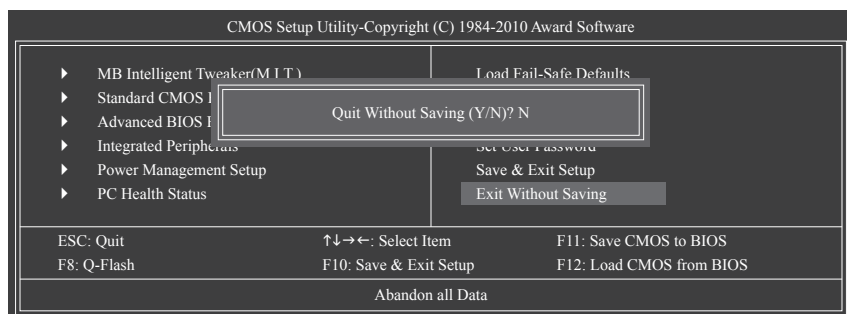 CMOS Setup Utility-Copyright (C) 1984-2010 Award Software
MB Intelligent Tweaker(M.I.T.)
Standard CMOS
Advanced BIOS
Integrated Peripherals
Power Management Setup
PC Health Status
Load Fail-Safe Defaults
Set User Password
Save & Exit Setup
Exit Without Saving
Quit Without Saving (Y/N)? N
ESC: Quit
↑↓→←: Select Item
F11: Save CMOS to BIOS
F8: Q-Flash
F10: Save & Exit Setup
F12: Load CMOS from BIOS
Abandon all Data